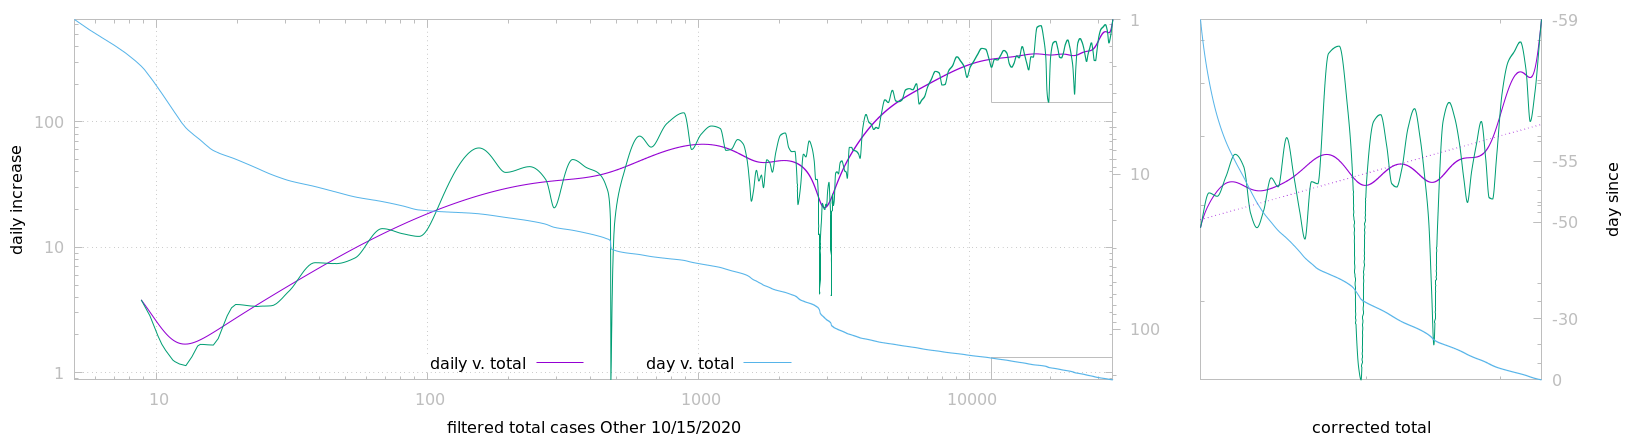 daily increase
100
10
1
10
100
1000
10000
1
10
100
daily v. total
day v. total
filtered total cases Other 10/15/2020
-59
-55
-50
-30
0
day since
corrected total